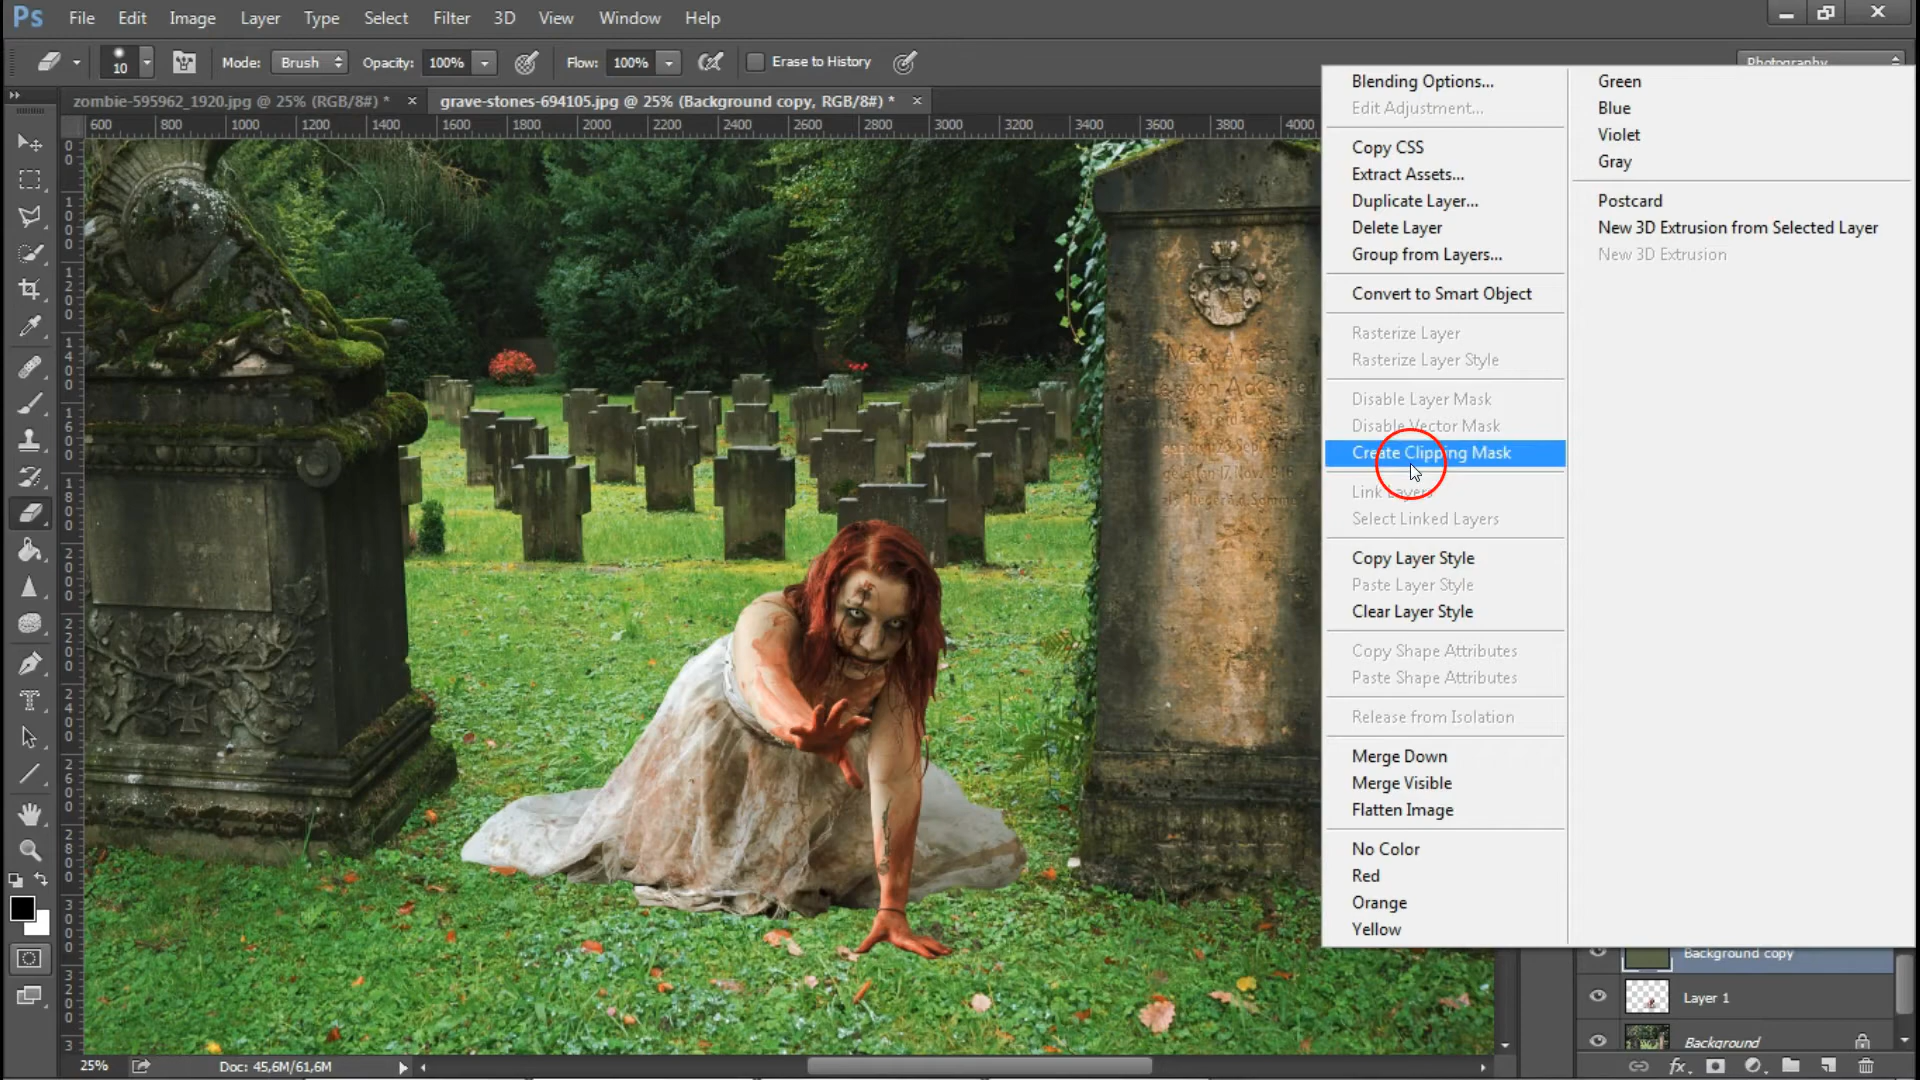 Ps File Edit Image Layer Type Select Filter 3D View Window Help
10 Mode: Brush Opacity: 100% Flow: 100% Erase to History
Photography
zombie-595962_1920.jpg @ 25% (RGB/8#) * × grave-stones-694105.jpg @ 25% (Background copy, RGB/8#) * ×
600 800 1000 1200 1400 1600 1800 2000 2200 2400 2600 2800 3000 3200 3400 3600 3800 4000
Blending Options...
Edit Adjustment...
Copy CSS
Extract Assets...
Duplicate Layer...
Delete Layer
Group from Layers...
Convert to Smart Object
Rasterize Layer
Rasterize Layer Style
Disable Layer Mask
Disable Vector Mask
Create Clipping Mask
Link Layers
Select Linked Layers
Copy Layer Style
Paste Layer Style
Clear Layer Style
Copy Shape Attributes
Paste Shape Attributes
Release from Isolation
Merge Down
Merge Visible
Flatten Image
No Color
Red
Orange
Yellow
Green
Blue
Violet
Gray
Postcard
New 3D Extrusion from Selected Layer
New 3D Extrusion
Background copy
Layer 1
Background
25% Doc: 45,6M/61,6M
fx